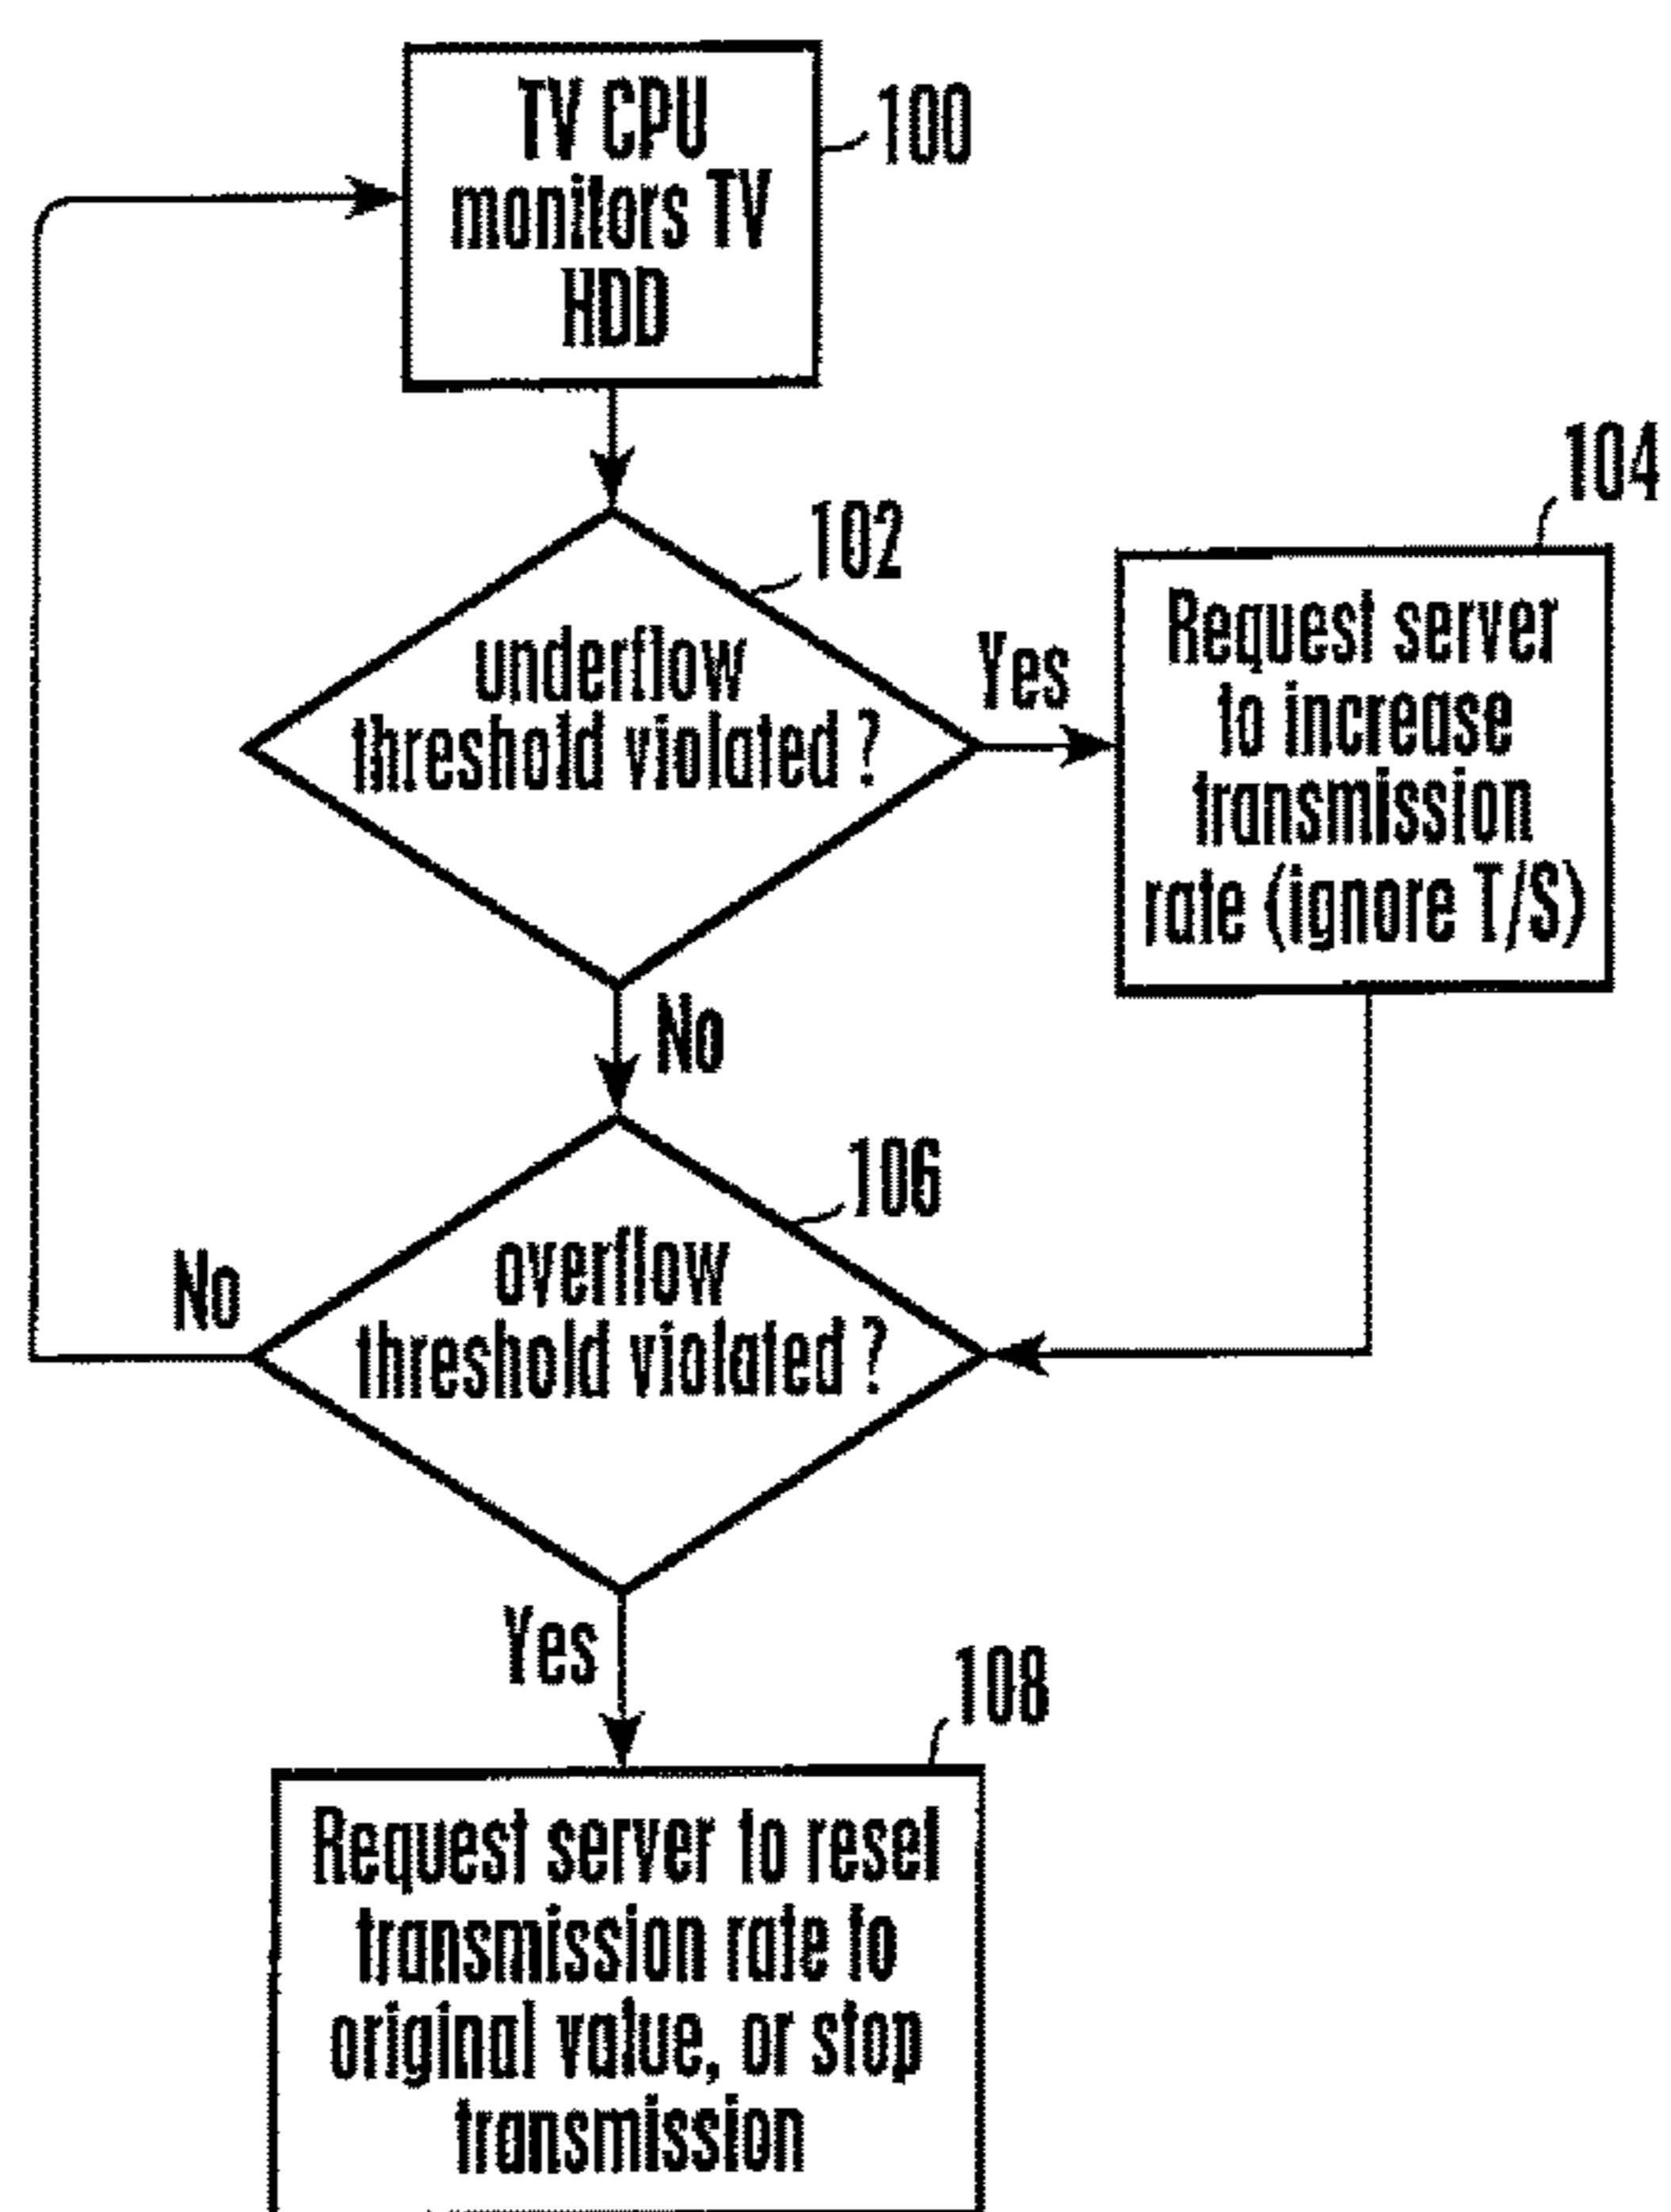 TV CPU
monitors TV
HDD
100
102
underflow
threshold violated ?
Yes
104
Request server
to increase
transmission
rate (ignore T/S)
No
106
overflow
threshold violated ?
No
Yes
108
Request server to reset
transmission rate to
original value, or stop
transmission